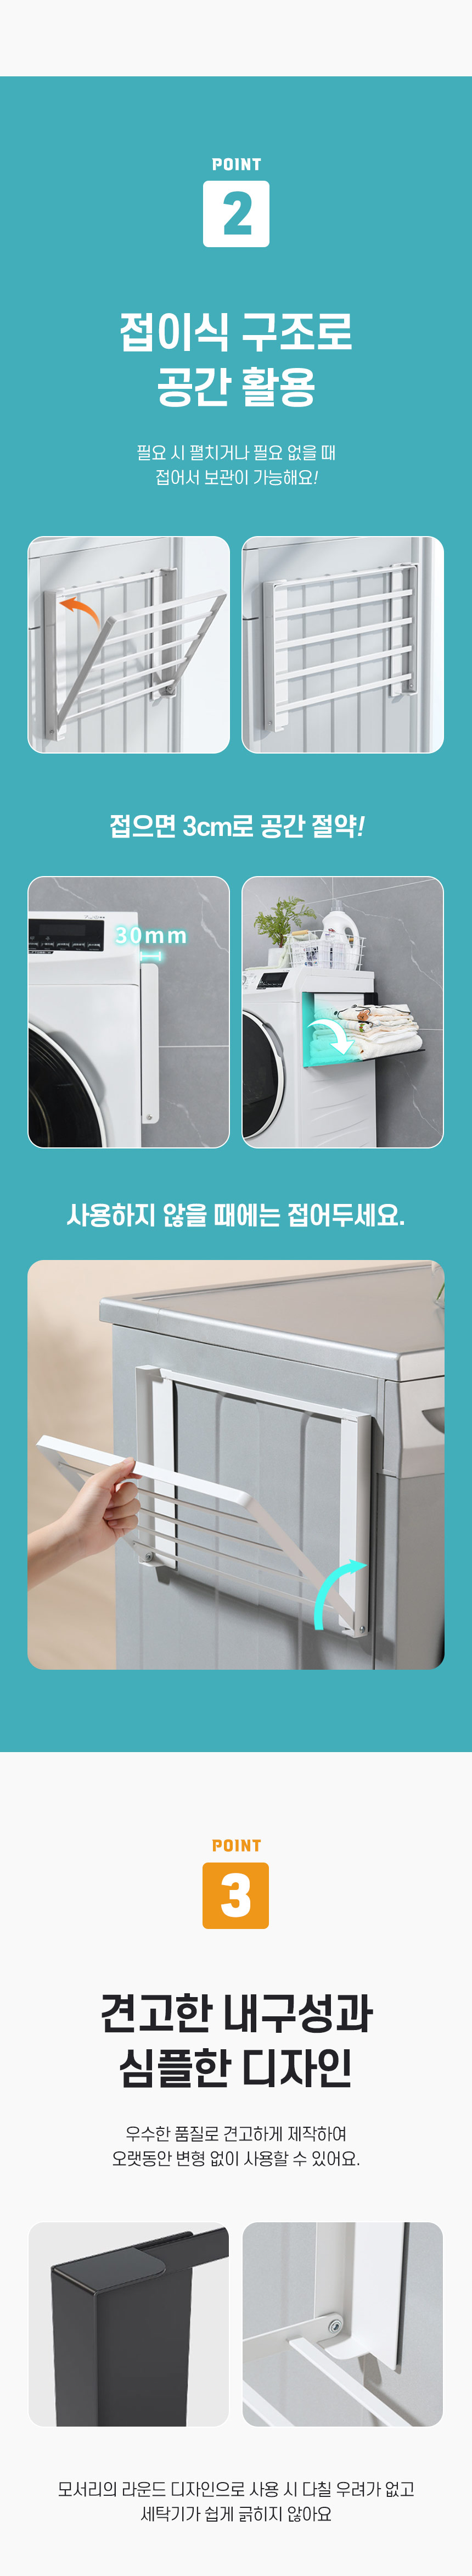 POINT
2
접이식 구조로
공간 활용
필요 시 펼치거나 필요 없을 때
접어서 보관이 가능해요!
접으면 3cm로 공간 절약!
30mm
사용하지 않을 때에는 접어두세요.
POINT
3
견고한 내구성과
심플한 디자인
우수한 품질로 견고하게 제작하여
오랫동안 변형 없이 사용할 수 있어요.
모서리의 라운드 디자인으로 사용 시 다칠 우려가 없고
세탁기가 쉽게 긁히지 않아요